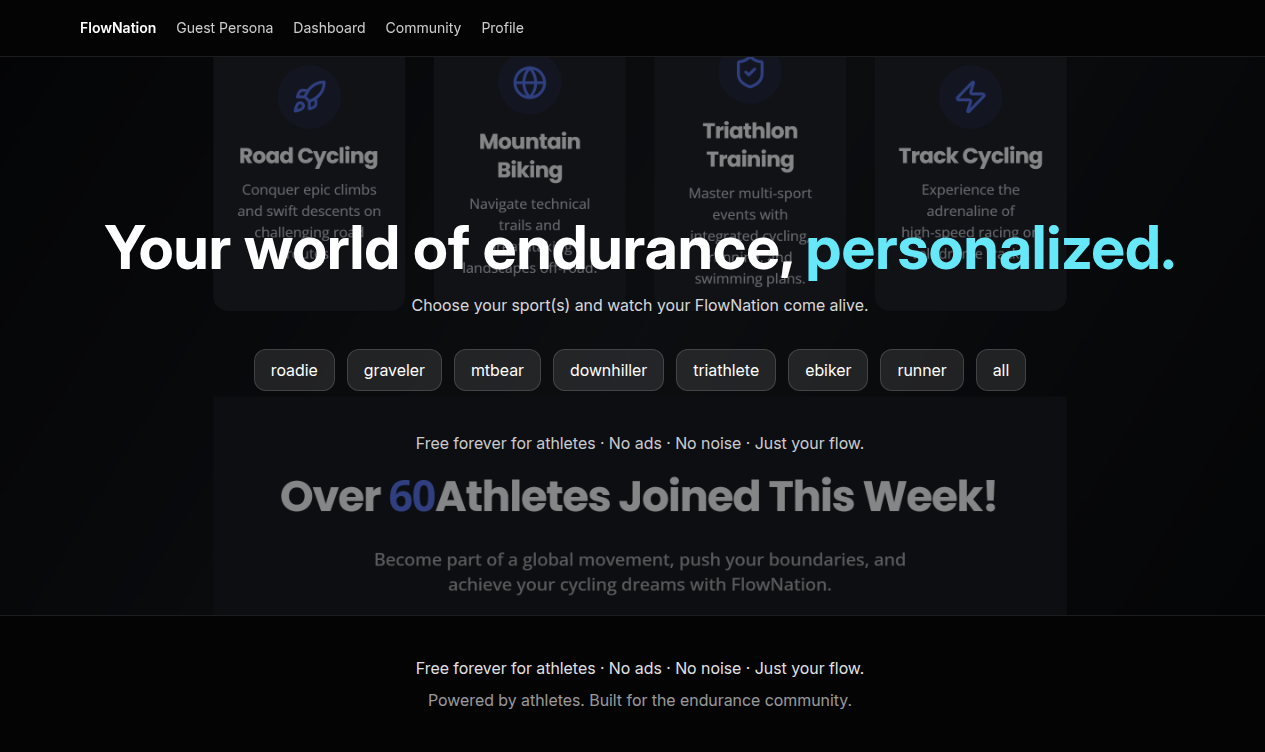 FlowNation Guest Persona Dashboard Community Profile
Road Cycling
Conquer epic climbs
and swift descents on
challenging road
Mountain
Biking
Navigate technical
trails and
landscapes off-road.
Triathlon
Training
Master multi-sport
events with
integrated cycling,
running, and
swimming plans.
Track Cycling
Experience the
adrenaline of
high-speed racing on
Your world of endurance, personalized.
Choose your sport(s) and watch your FlowNation come alive.
roadie graveler mtbear downhiller triathlete ebiker runner all
Free forever for athletes · No ads · No noise · Just your flow.
Over 60Athletes Joined This Week!
Become part of a global movement, push your boundaries, and
achieve your cycling dreams with FlowNation.
Free forever for athletes · No ads · No noise · Just your flow.
Powered by athletes. Built for the endurance community.